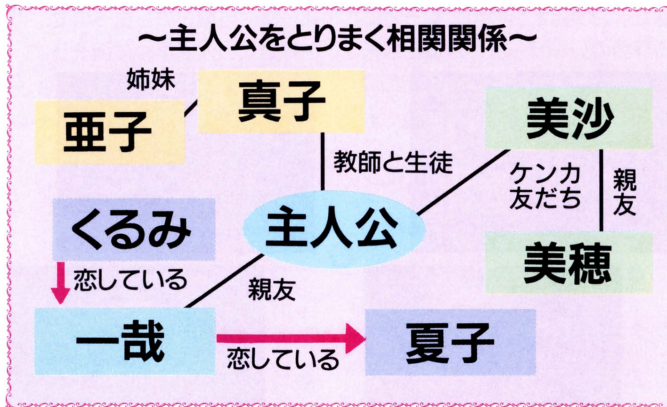 ～主人公をとりまく相関関係～
姉妹
亜子
真子
美沙
教師と生徒
ケンカ
友だち
親友
くるみ
主人公
恋している
親友
美穂
一哉
恋している
夏子